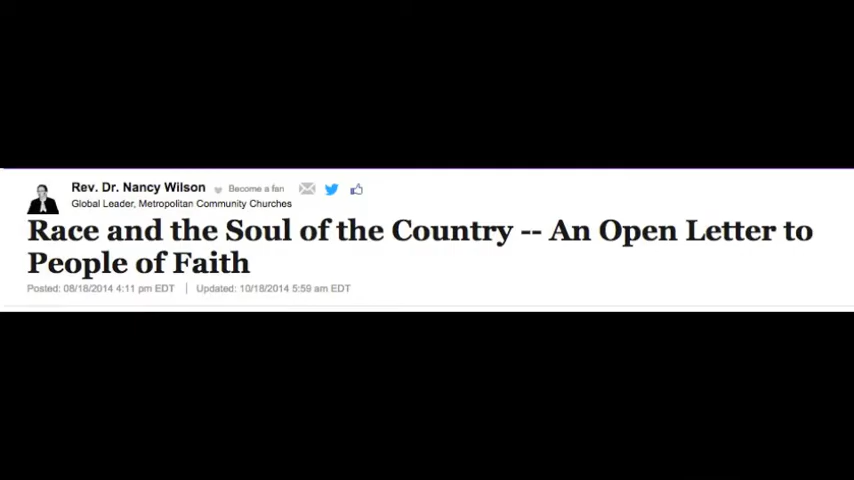 Rev. Dr. Nancy Wilson Become a fan
Global Leader, Metropolitan Community Churches
Race and the Soul of the Country -- An Open Letter to
People of Faith
Posted: 08/18/2014 4:11 pm EDT | Updated: 10/18/2014 5:59 am EDT